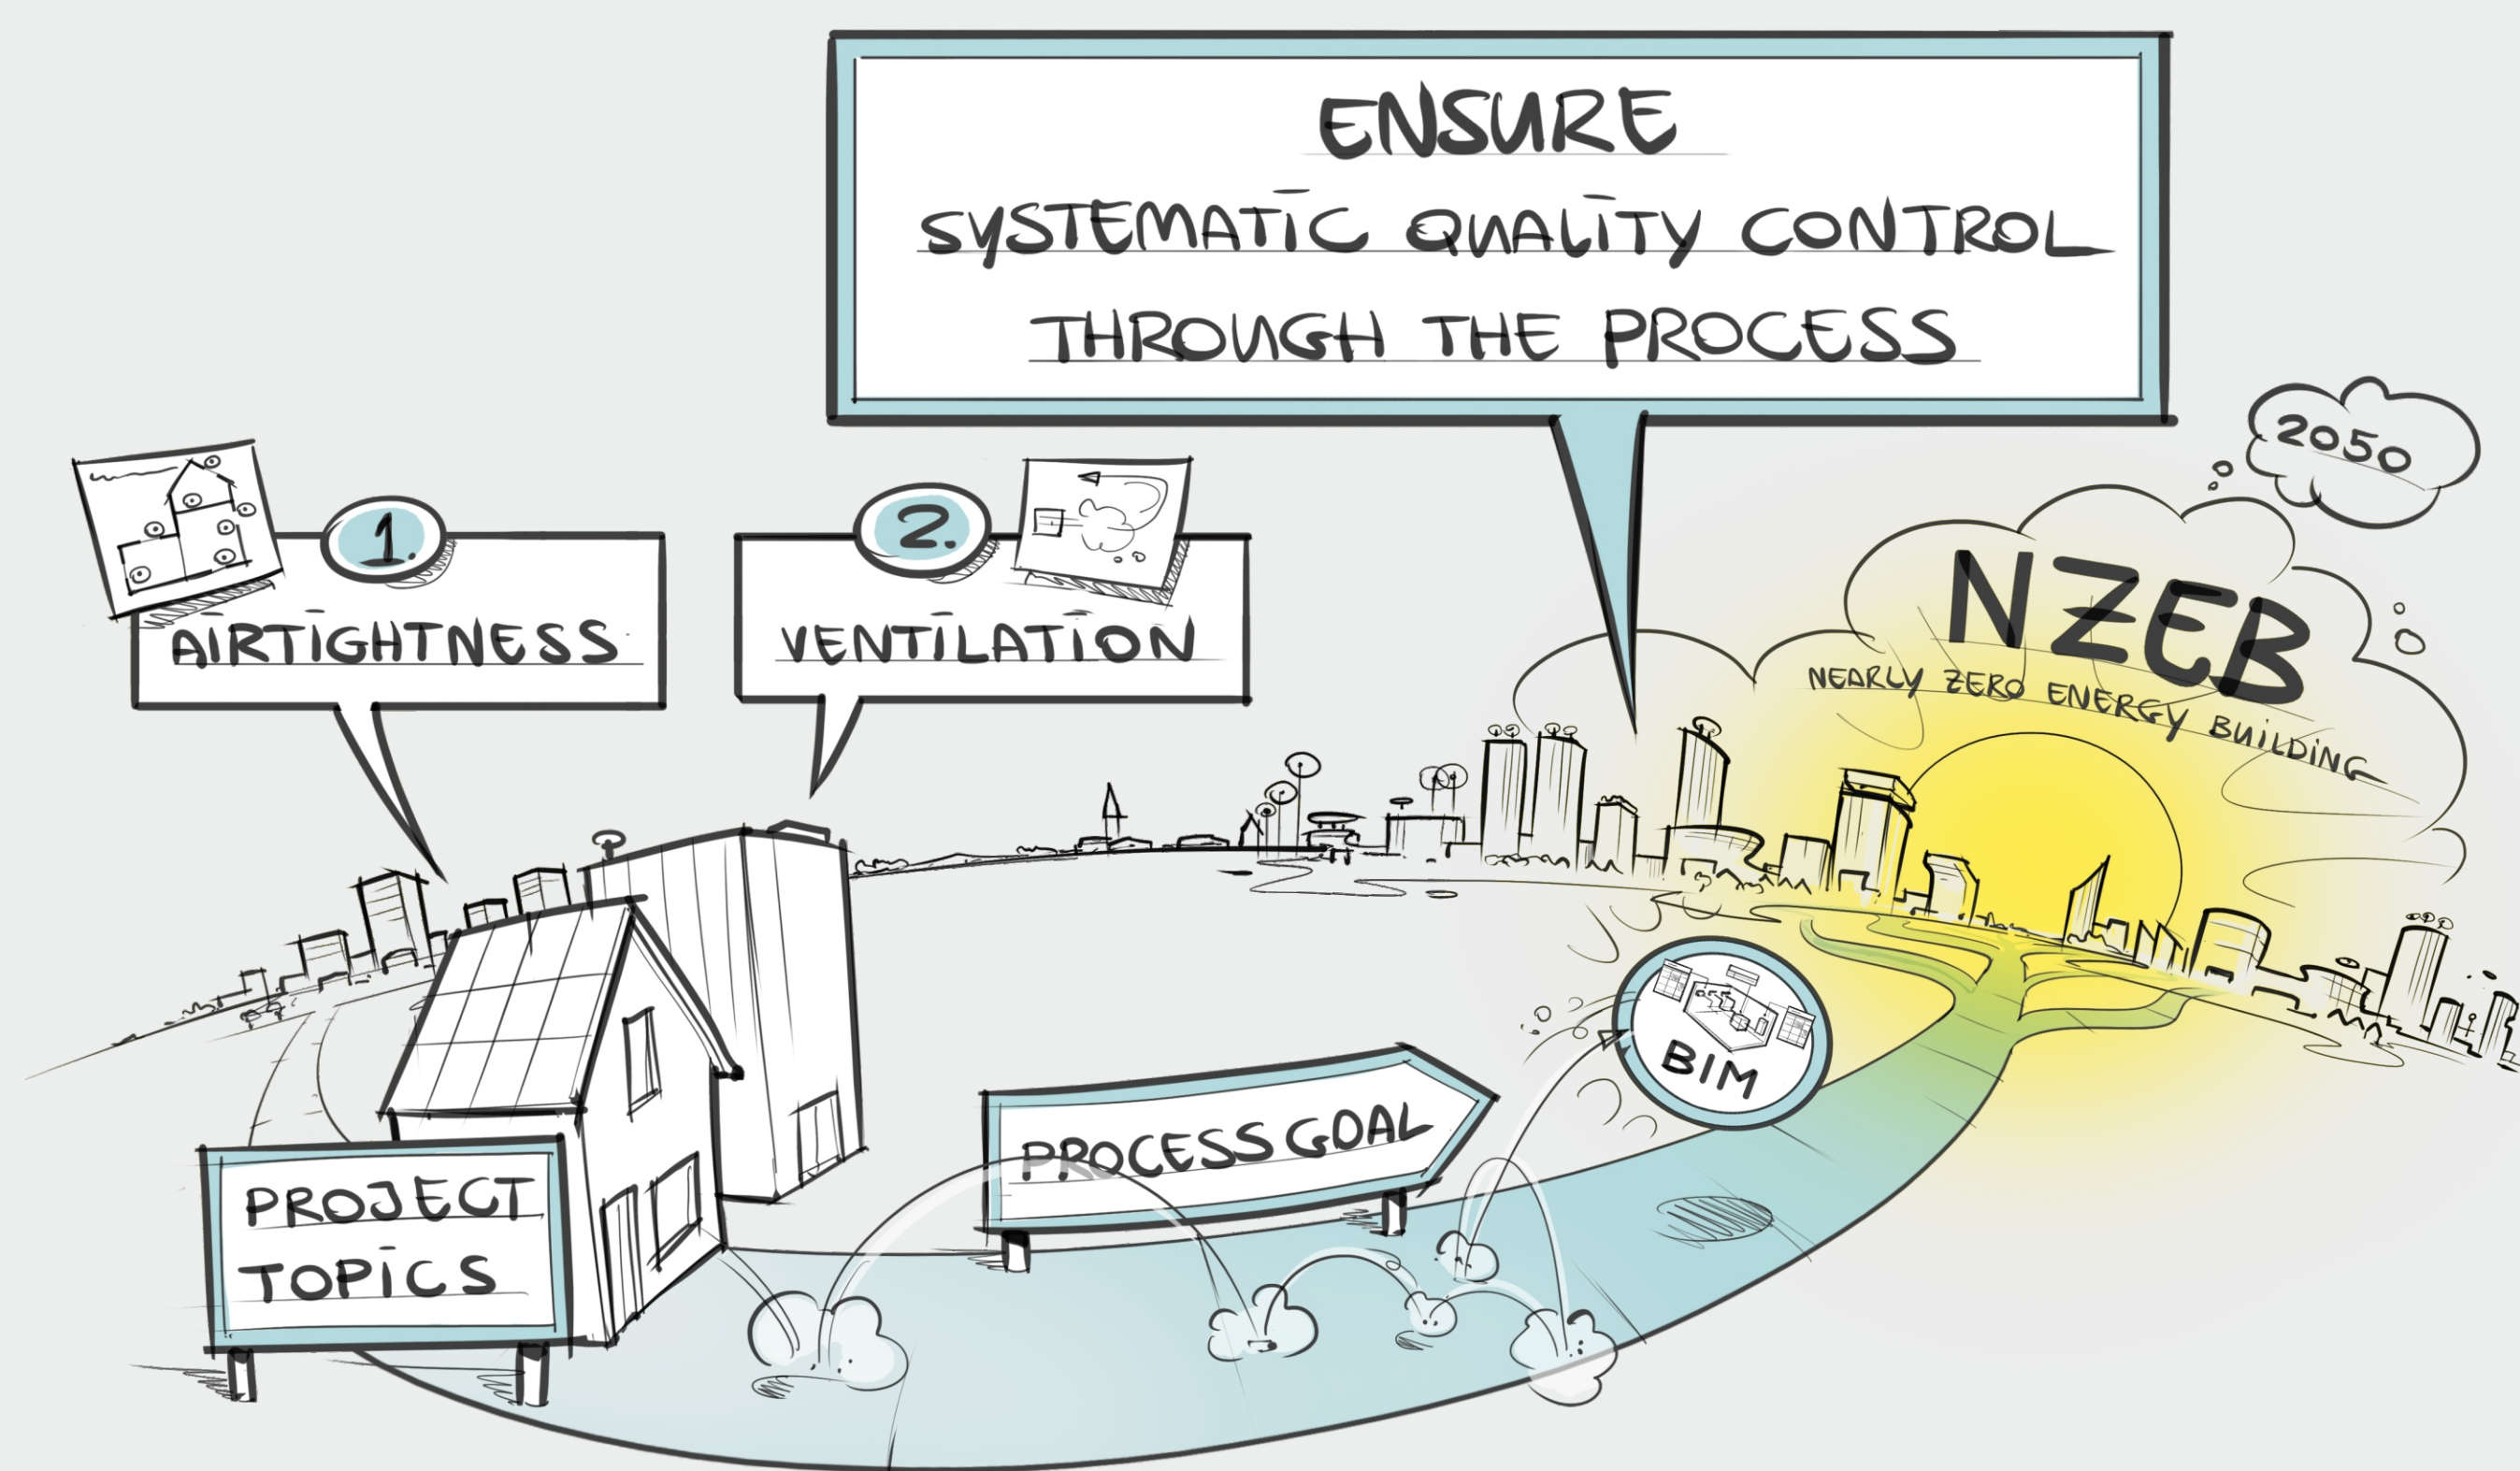 ENSURE
SYSTEMATIC QUALITY CONTROL
THROUGH THE PROCESS
2050
1.
AIRTIGHTNESS
2.
VENTILATION
NZEB
NEARLY ZERO ENERGY BUILDING
BIM
PROCESS GOAL
PROJECT
TOPICS